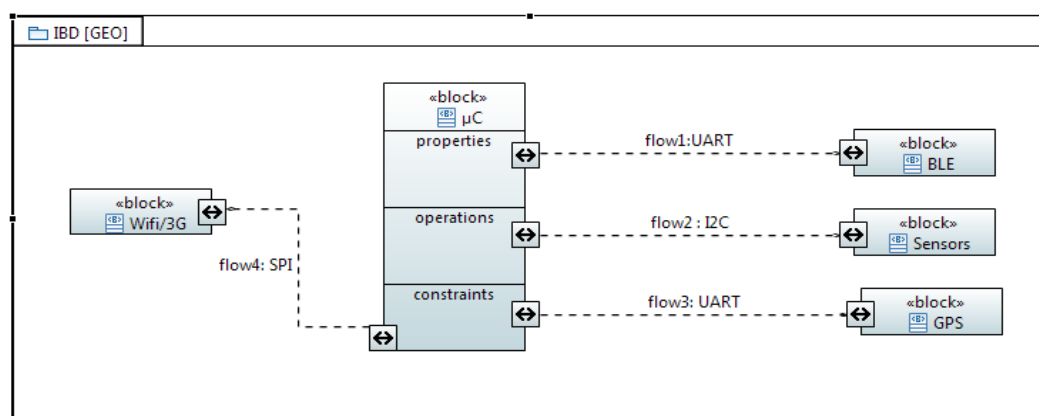 IBD [GEO]
«block»
µC
properties
operations
constraints
«block»
Wifi/3G
flow4: SPI
flow1:UART
«block»
BLE
flow2 : I2C
«block»
Sensors
flow3: UART
«block»
GPS